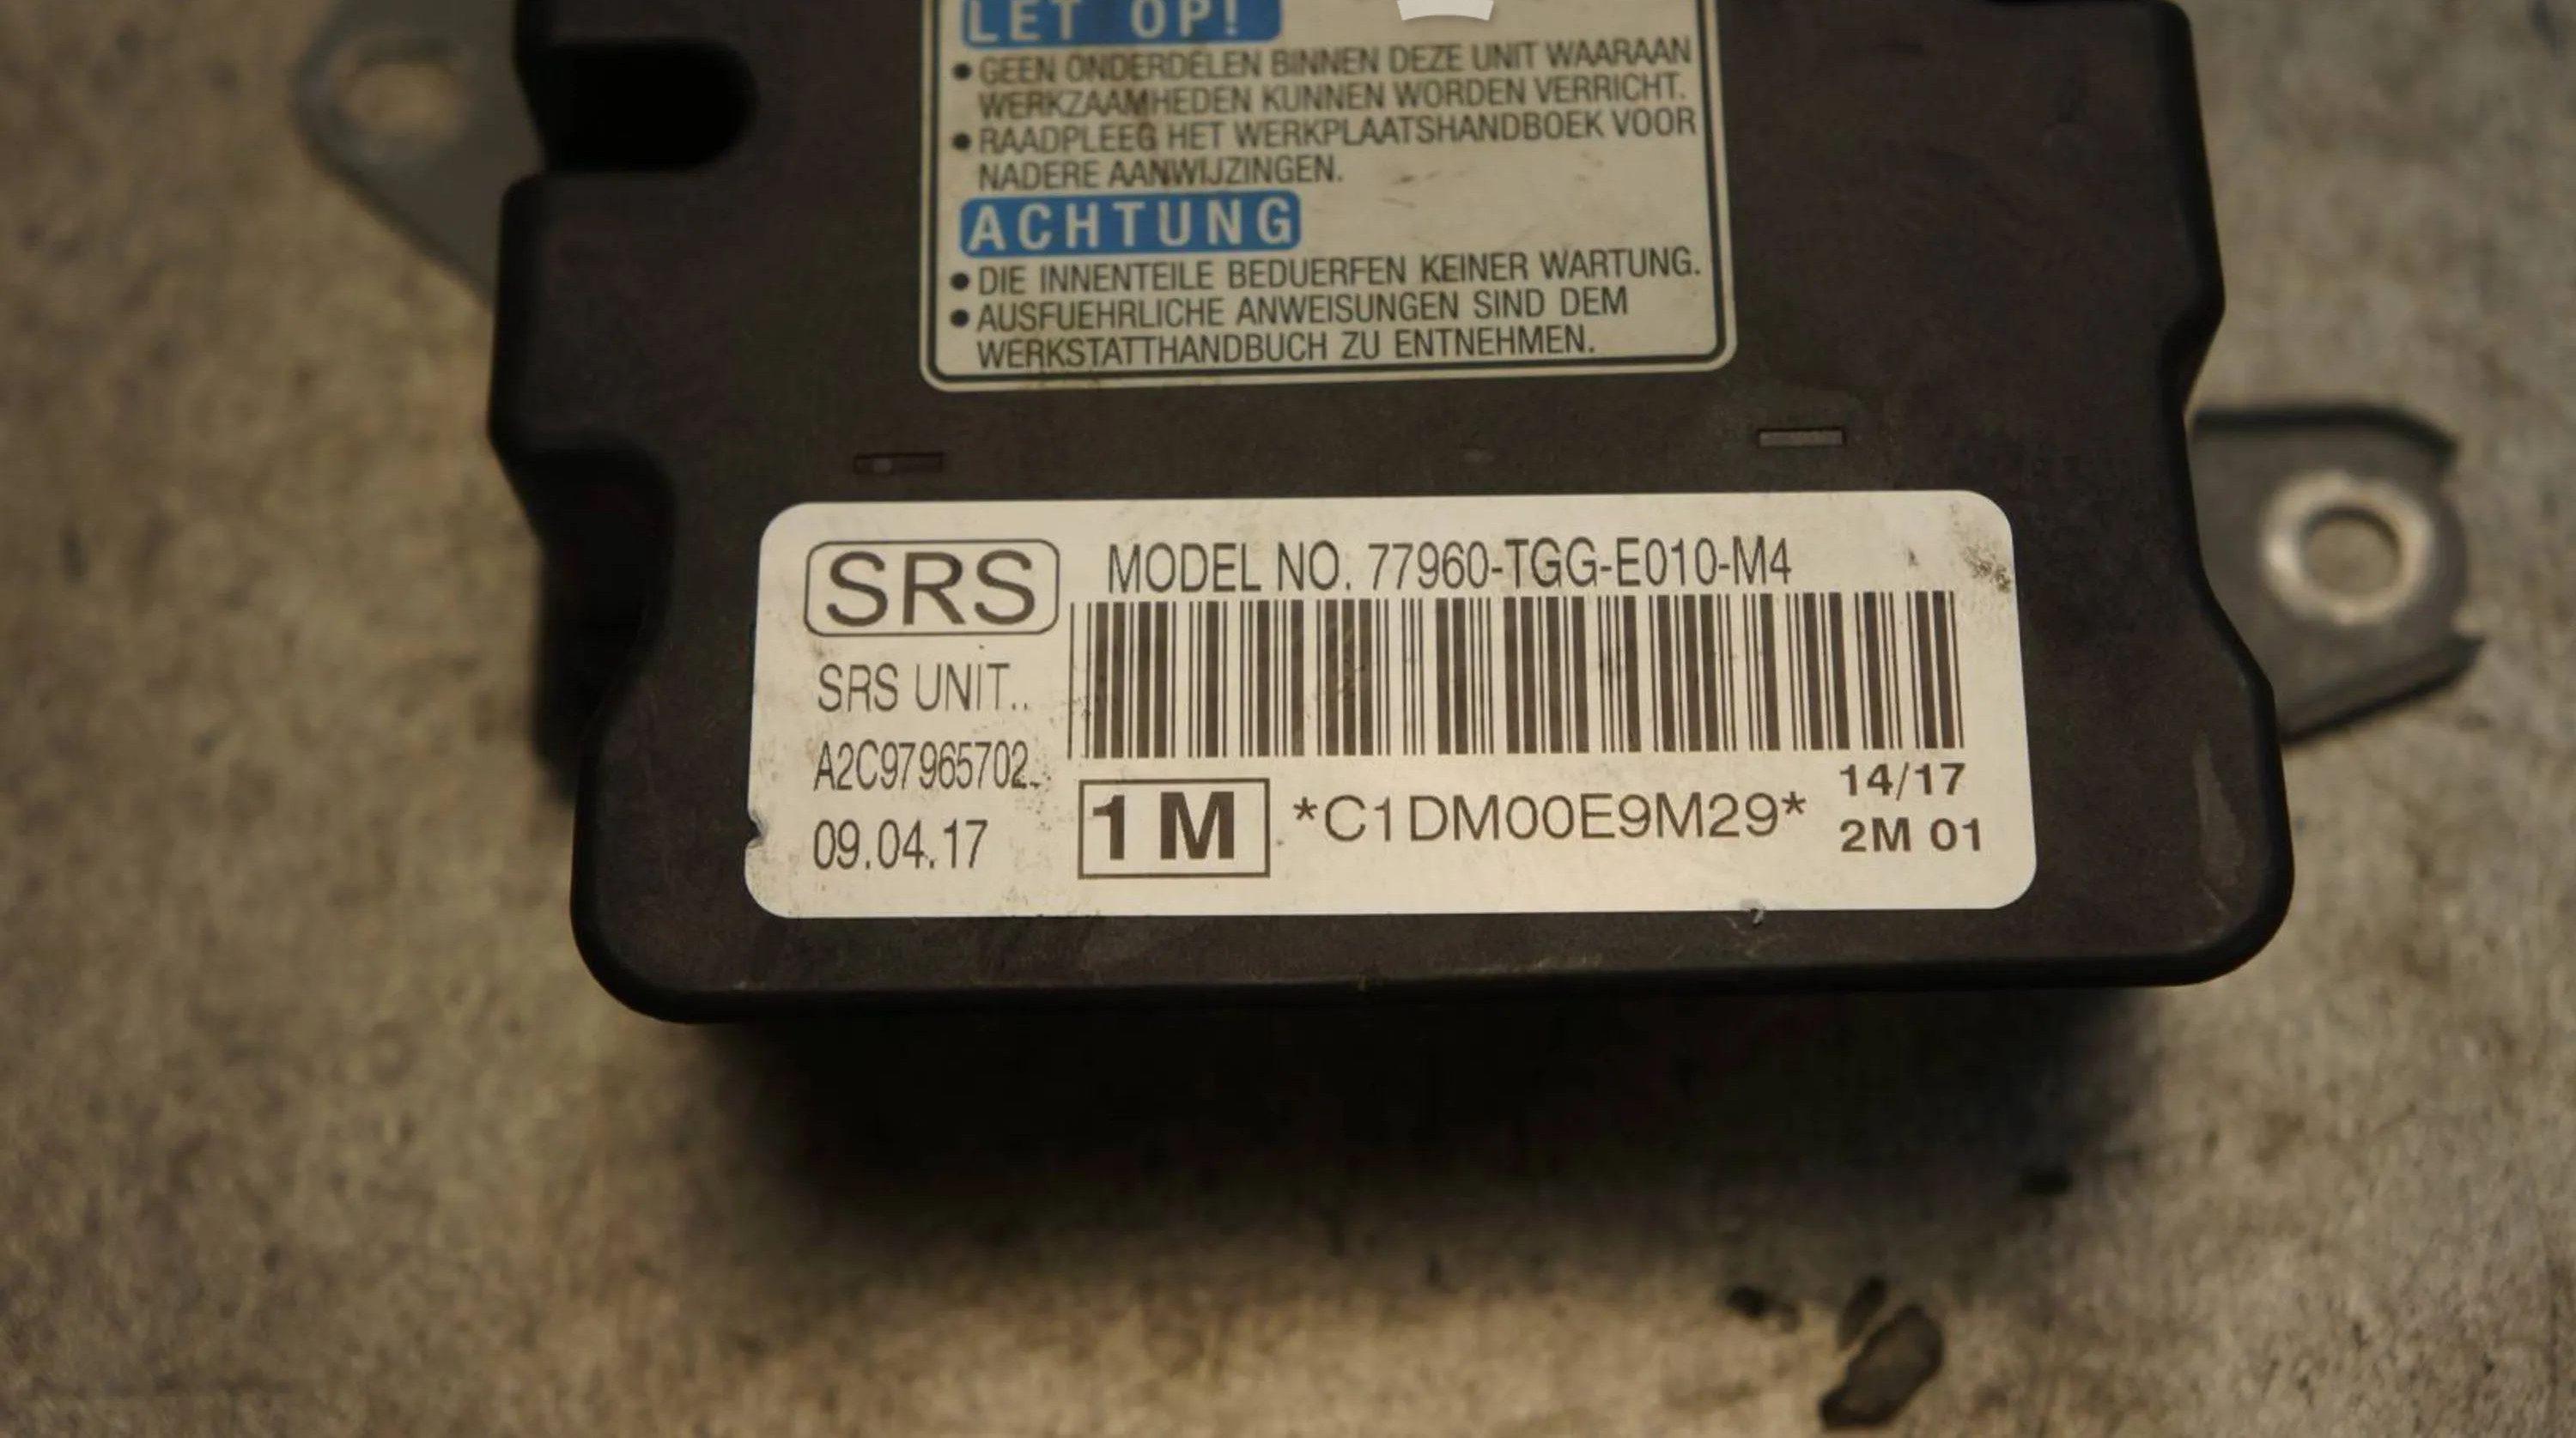 LET OP!
• GEEN ONDERDELEN BINNEN DEZE UNIT WAARAAN
WERKZAAMHEDEN KUNNEN WORDEN VERRICHT.
• RAADPLEEG HET WERKPLAATSHANDBOEK VOOR
NADERE AANWIJZINGEN.
ACHTUNG
• DIE INNENTEILE BEDUERFEN KEINER WARTUNG.
• AUSFUEHRLICHE ANWEISUNGEN SIND DEM
WERKSTATTHANDBUCH ZU ENTNEHMEN.
SRS
MODEL NO. 77960-TGG-E010-M4
SRS UNIT..
A2C97965702.
09.04.17
1 M
*C1DM00E9M29*
14/17
2M 01